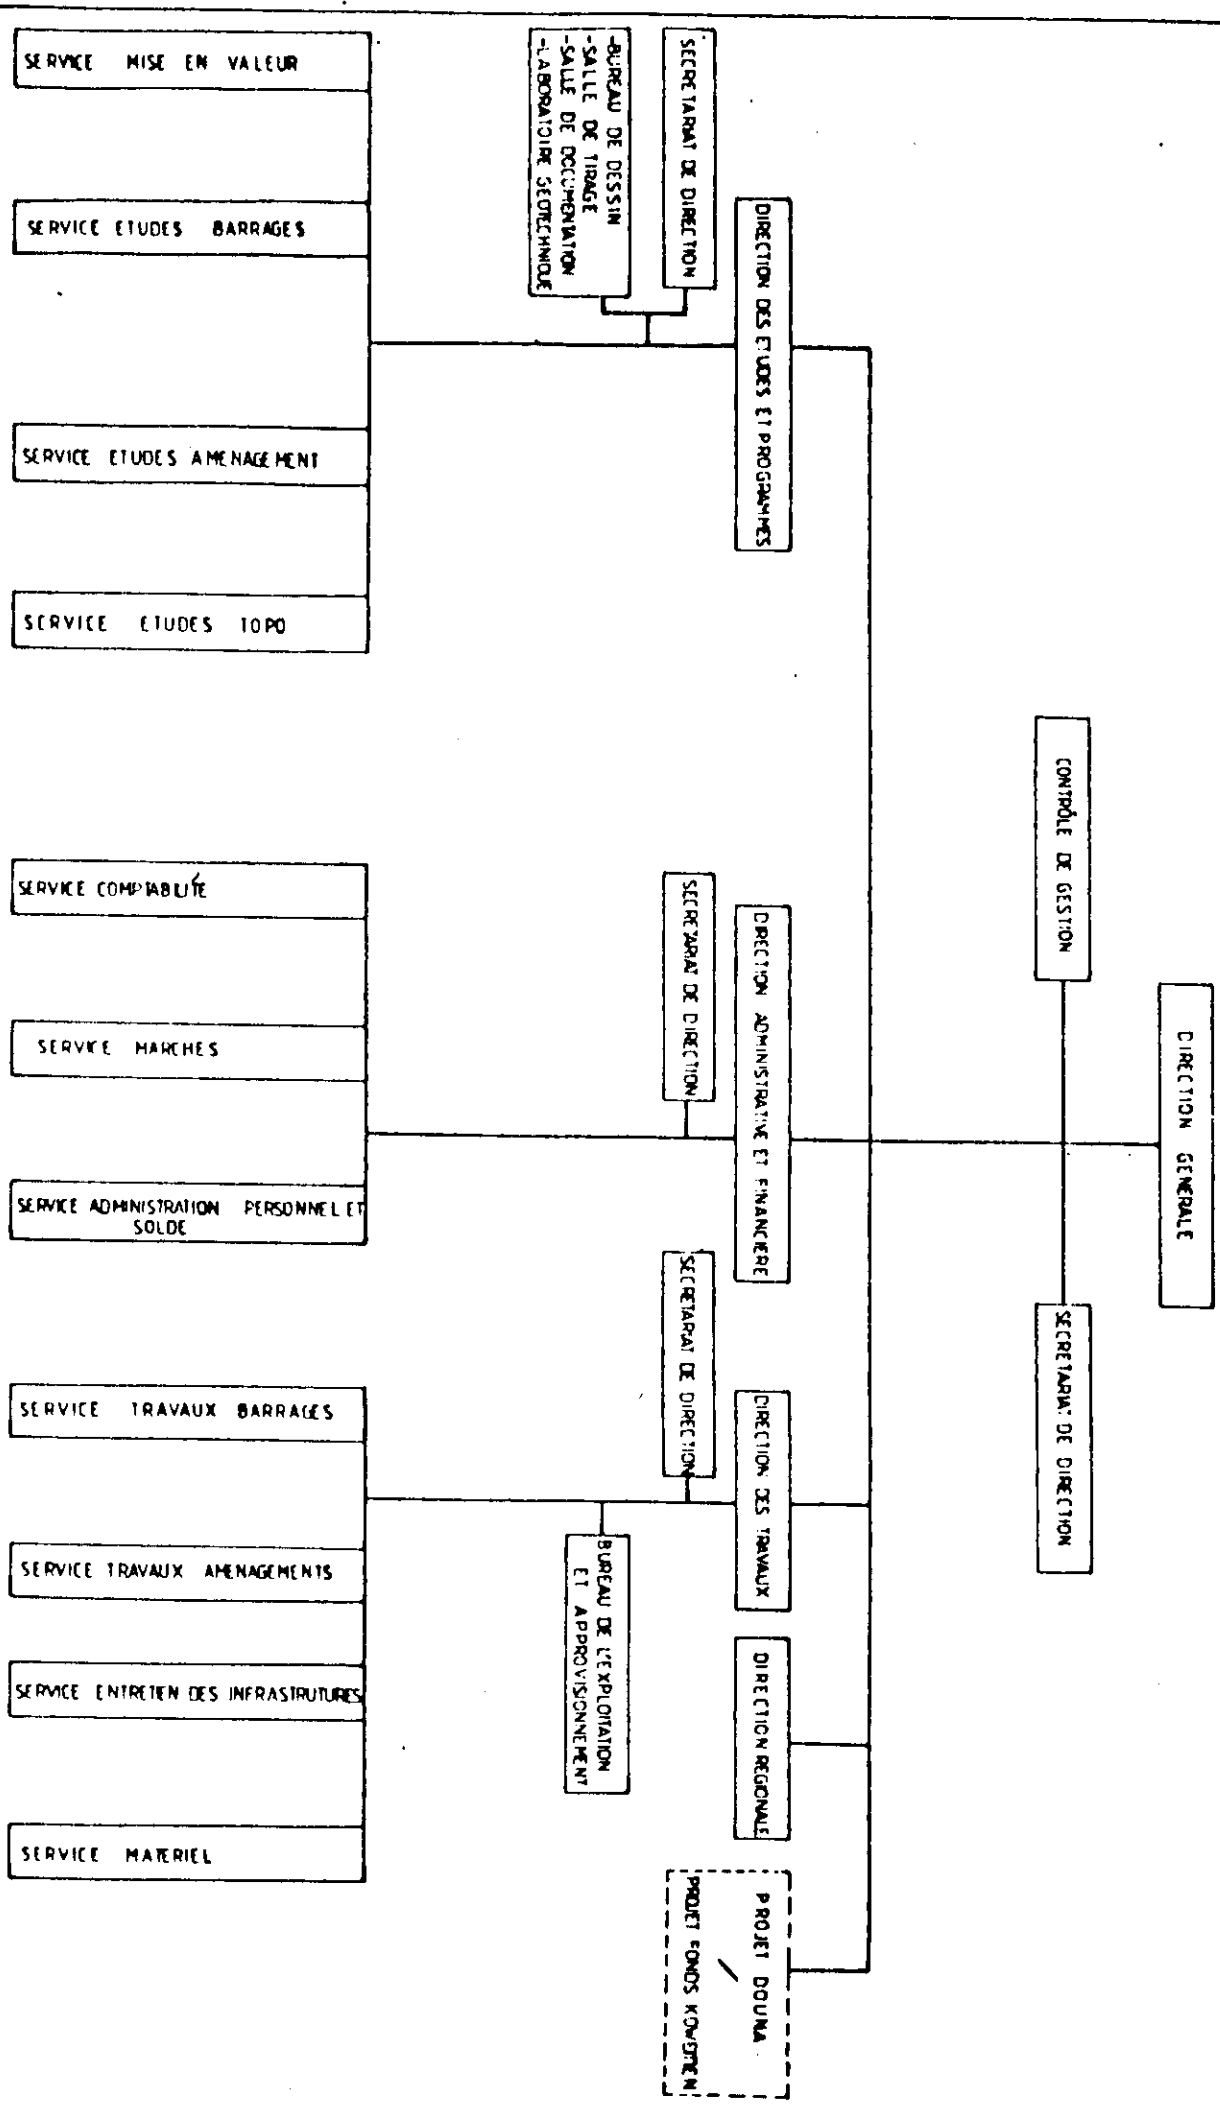 DIRECTION GENERALE
CONTRÔLE DE GESTION
SECRETARIAT DE DIRECTION
DIRECTION DES ETUDES ET PROGRAMMES
DIRECTION ADMINISTRATIVE ET FINANCIERE
DIRECTION DES TRAVAUX
DIRECTION REGIONALE
PROJET DOUNA
/
PROJET FONDS KOWEITIEN
SECRETARIAT DE DIRECTION
-BUREAU DE DESSIN
-SALLE DE TIRAGE
-SALLE DE DOCUMENTATION
-LABORATOIRE GEOTECHNIQUE
SECRETARIAT DE DIRECTION
SECRETARIAT DE DIRECTION
BUREAU DE L'EXPLOITATION
ET APPROVISIONNEMENT
SERVICE MISE EN VALEUR
SERVICE ETUDES BARRAGES
SERVICE ETUDES AMENAGEMENT
SERVICE ETUDES TOPO
SERVICE COMPTABILITÉ
SERVICE MARCHES
SERVICE ADMINISTRATION PERSONNEL ET
SOLDE
SERVICE TRAVAUX BARRAGES
SERVICE TRAVAUX AMENAGEMENTS
SERVICE ENTRETIEN DES INFRASTRUTURES
SERVICE MATERIEL